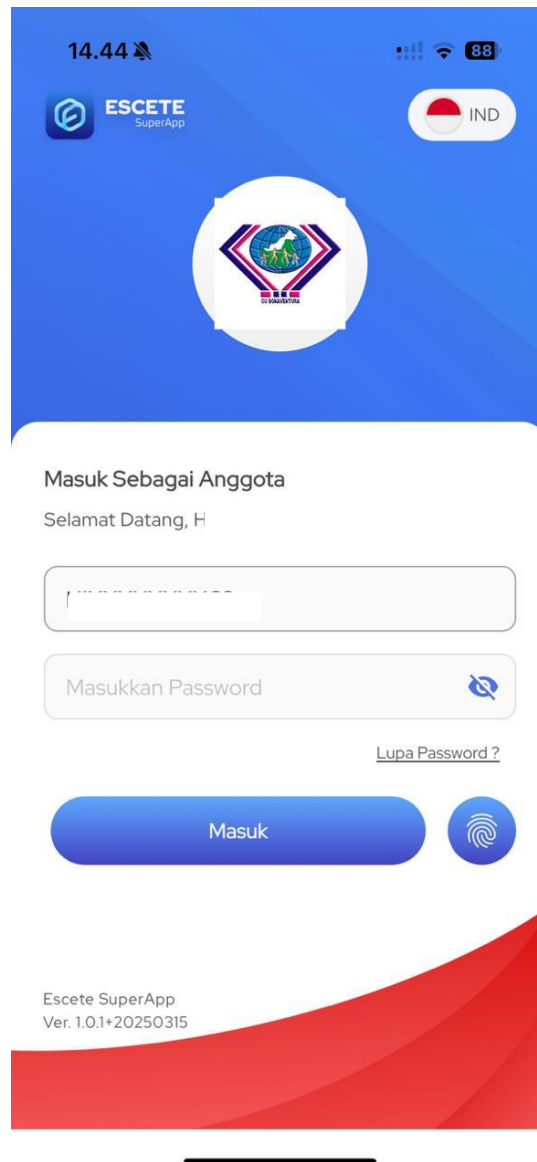 14.44
88
ESCETE
SuperApp
IND
CU BONAVENTURA
Masuk Sebagai Anggota
Selamat Datang, H
Masukkan Password
Lupa Password ?
Masuk
Escete SuperApp
Ver. 1.0.1+20250315